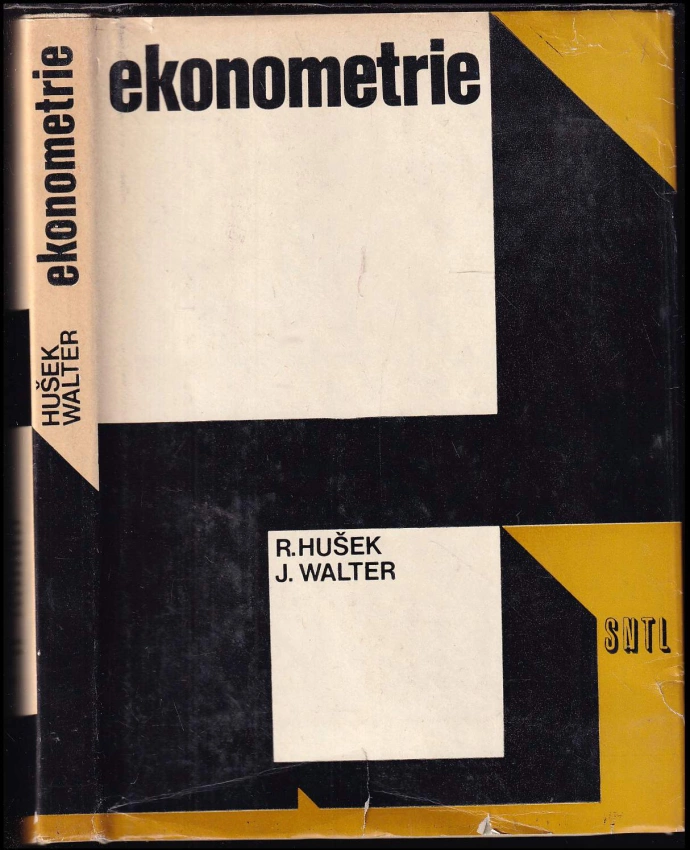 ekonometrie
HUŠEK
WALTER
ekonometrie
R.HUŠEK
J. WALTER
SNTL